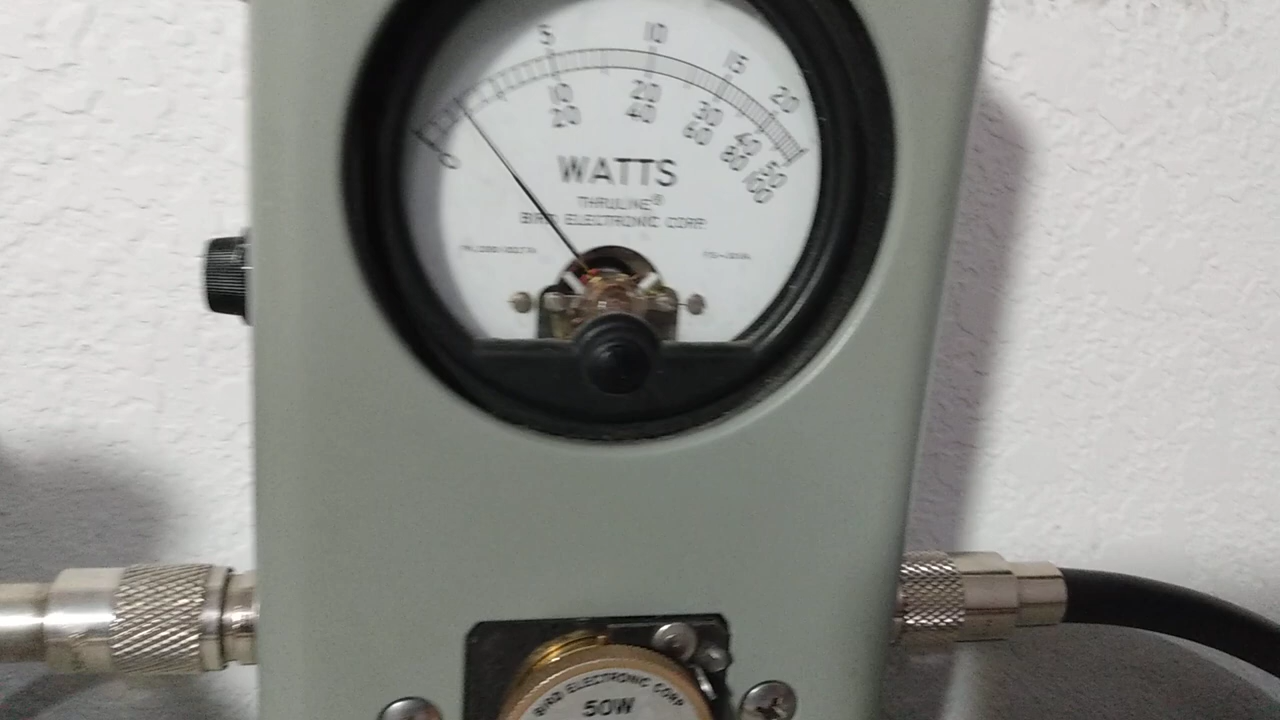 5 10 15 20
10 20 30 40 50
0 20 40 60 80 100
WATTS
THRULINE®
BIRD ELECTRONIC CORP.
BIRD ELECTRONIC CORP
50W